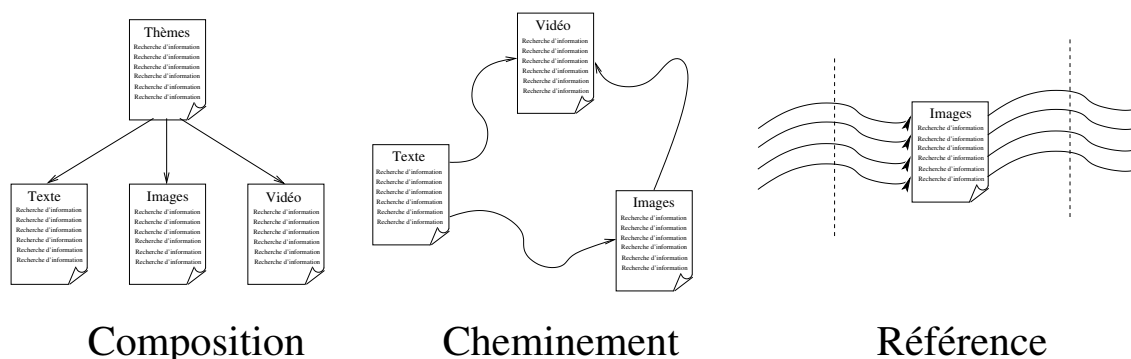 Thèmes
Recherche d'information
Recherche d'information
Recherche d'information
Recherche d'information
Recherche d'information
Recherche d'information
Texte
Recherche d'information
Recherche d'information
Recherche d'information
Recherche d'information
Recherche d'information
Recherche d'information
Images
Recherche d'information
Recherche d'information
Recherche d'information
Recherche d'information
Recherche d'information
Recherche d'information
Vidéo
Recherche d'information
Recherche d'information
Recherche d'information
Recherche d'information
Recherche d'information
Recherche d'information
Composition
Vidéo
Recherche d'information
Recherche d'information
Recherche d'information
Recherche d'information
Recherche d'information
Recherche d'information
Texte
Recherche d'information
Recherche d'information
Recherche d'information
Recherche d'information
Recherche d'information
Recherche d'information
Images
Recherche d'information
Recherche d'information
Recherche d'information
Recherche d'information
Recherche d'information
Recherche d'information
Cheminement
Images
Recherche d'information
Recherche d'information
Recherche d'information
Recherche d'information
Recherche d'information
Recherche d'information
Référence